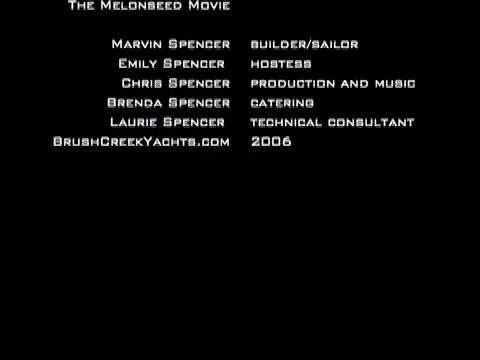 The Melonseed Movie
Marvin Spencer builder/sailor
Emily Spencer hostess
Chris Spencer production and music
Brenda Spencer catering
Laurie Spencer technical consultant
BrushCreekYachts.com 2006